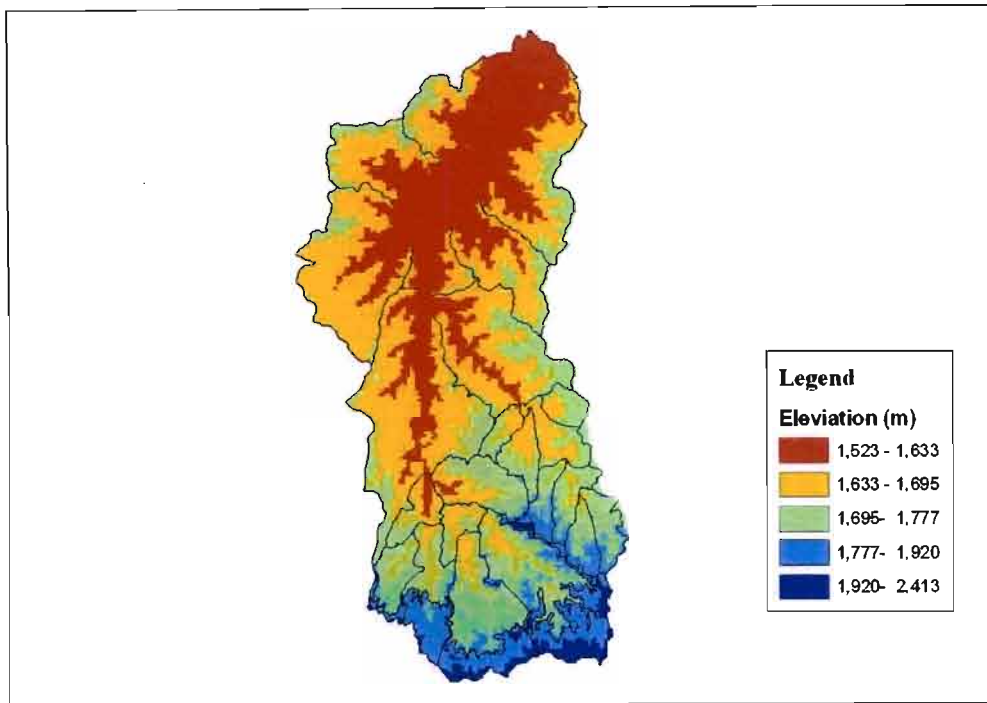 Legend
Eleviation (m)
1,523 - 1,633
1,633 - 1,695
1,695- 1,777
1,777- 1,920
1,920- 2,413